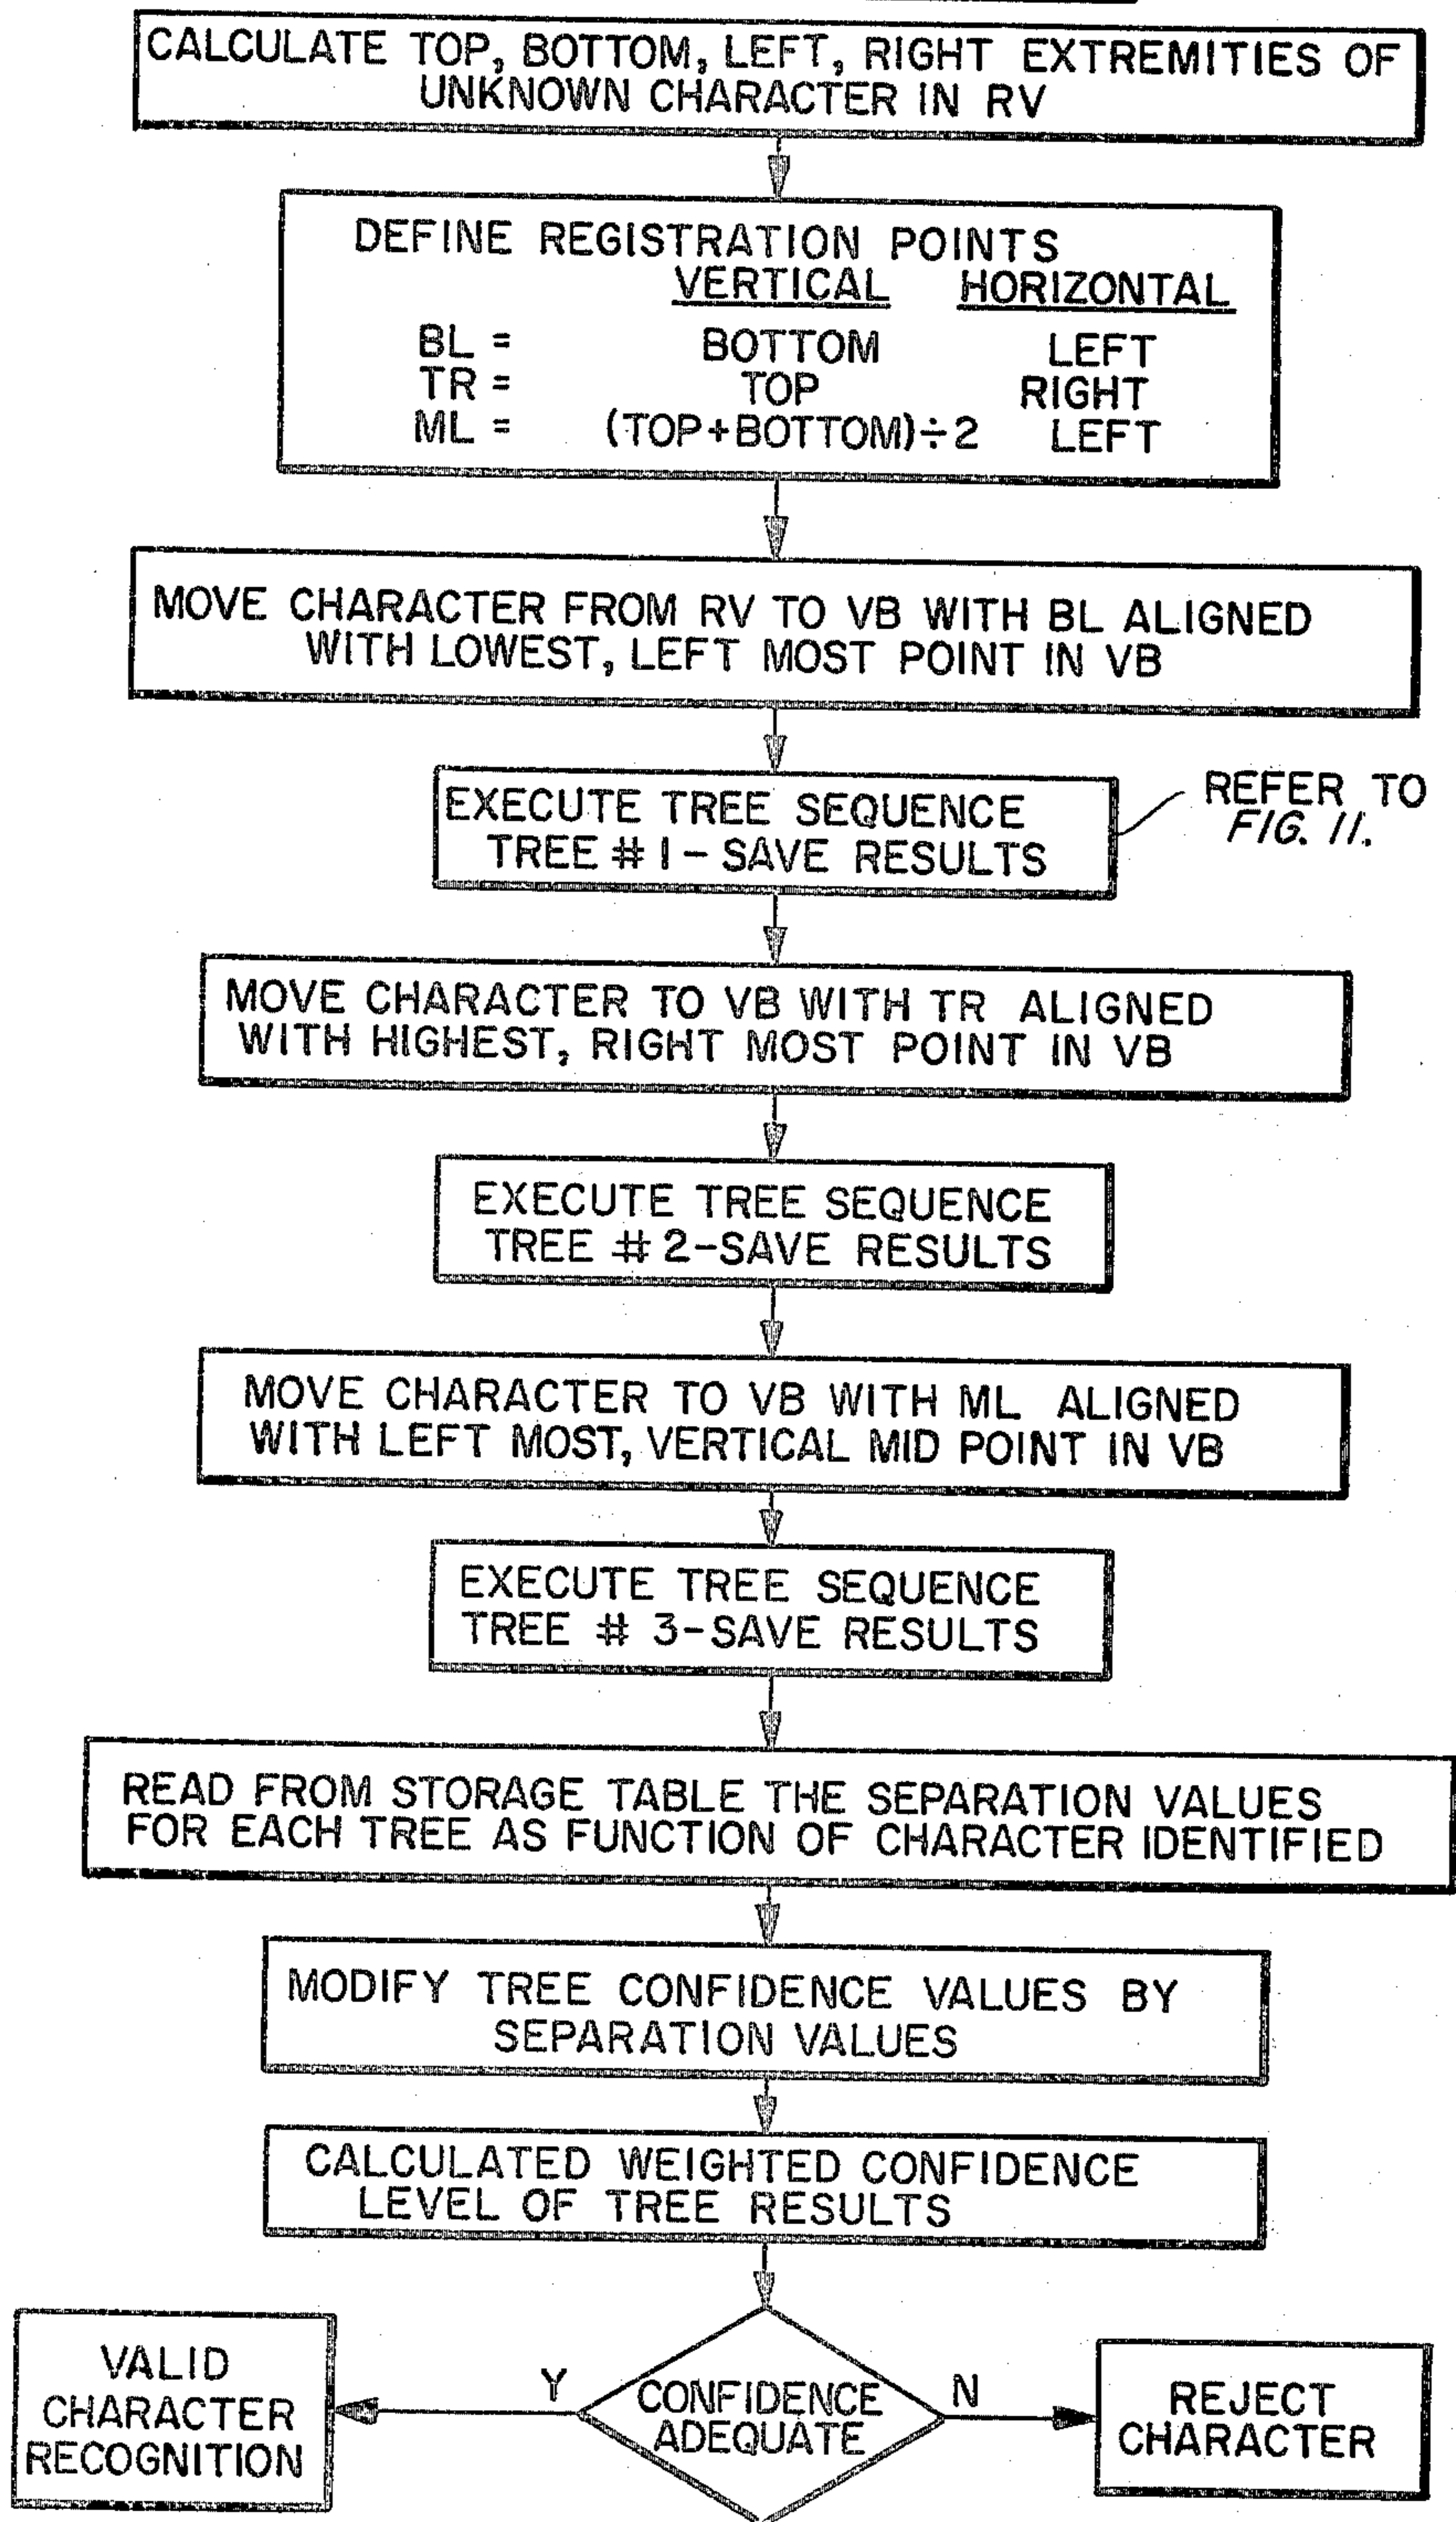 CALCULATE TOP, BOTTOM, LEFT, RIGHT EXTREMITIES OF
UNKNOWN CHARACTER IN RV
DEFINE REGISTRATION POINTS
VERTICAL HORIZONTAL
BL = BOTTOM LEFT
TR = TOP RIGHT
ML = (TOP+BOTTOM)÷2 LEFT
MOVE CHARACTER FROM RV TO VB WITH BL ALIGNED
WITH LOWEST, LEFT MOST POINT IN VB
EXECUTE TREE SEQUENCE
TREE #1-SAVE RESULTS
REFER TO
FIG. 11.
MOVE CHARACTER TO VB WITH TR ALIGNED
WITH HIGHEST, RIGHT MOST POINT IN VB
EXECUTE TREE SEQUENCE
TREE #2-SAVE RESULTS
MOVE CHARACTER TO VB WITH ML ALIGNED
WITH LEFT MOST, VERTICAL MID POINT IN VB
EXECUTE TREE SEQUENCE
TREE # 3-SAVE RESULTS
READ FROM STORAGE TABLE THE SEPARATION VALUES
FOR EACH TREE AS FUNCTION OF CHARACTER IDENTIFIED
MODIFY TREE CONFIDENCE VALUES BY
SEPARATION VALUES
CALCULATED WEIGHTED CONFIDENCE
LEVEL OF TREE RESULTS
VALID
CHARACTER
RECOGNITION
Y
CONFIDENCE
ADEQUATE
N
REJECT
CHARACTER